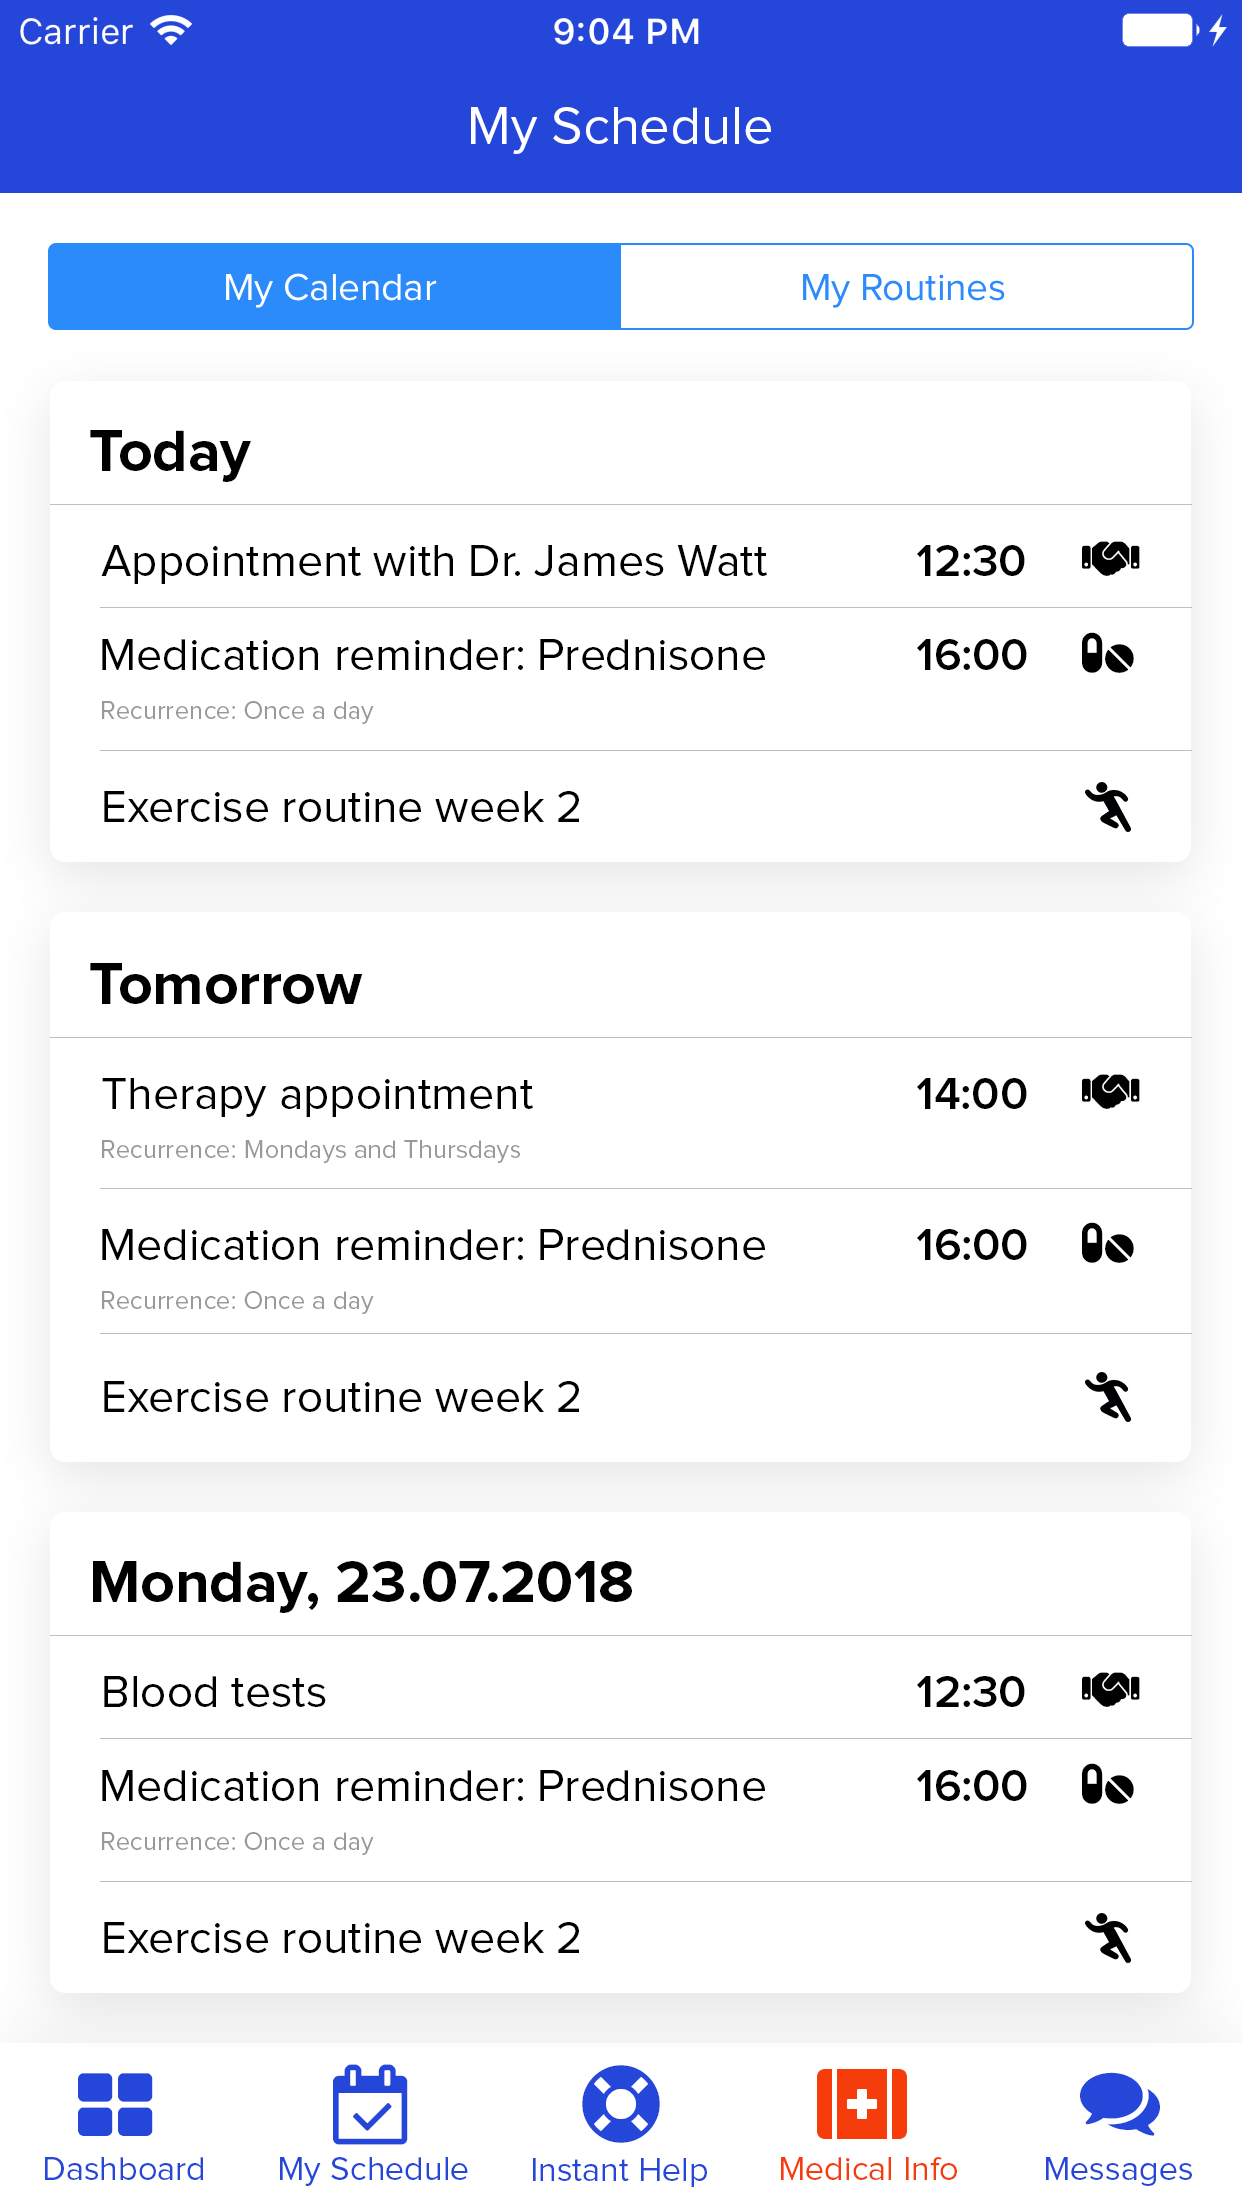 Carrier 9:04 PM
My Schedule
My Calendar My Routines
Today
Appointment with Dr. James Watt 12:30
Medication reminder: Prednisone 16:00
Recurrence: Once a day
Exercise routine week 2
Tomorrow
Therapy appointment 14:00
Recurrence: Mondays and Thursdays
Medication reminder: Prednisone 16:00
Recurrence: Once a day
Exercise routine week 2
Monday, 23.07.2018
Blood tests 12:30
Medication reminder: Prednisone 16:00
Recurrence: Once a day
Exercise routine week 2
Dashboard My Schedule Instant Help Medical Info Messages